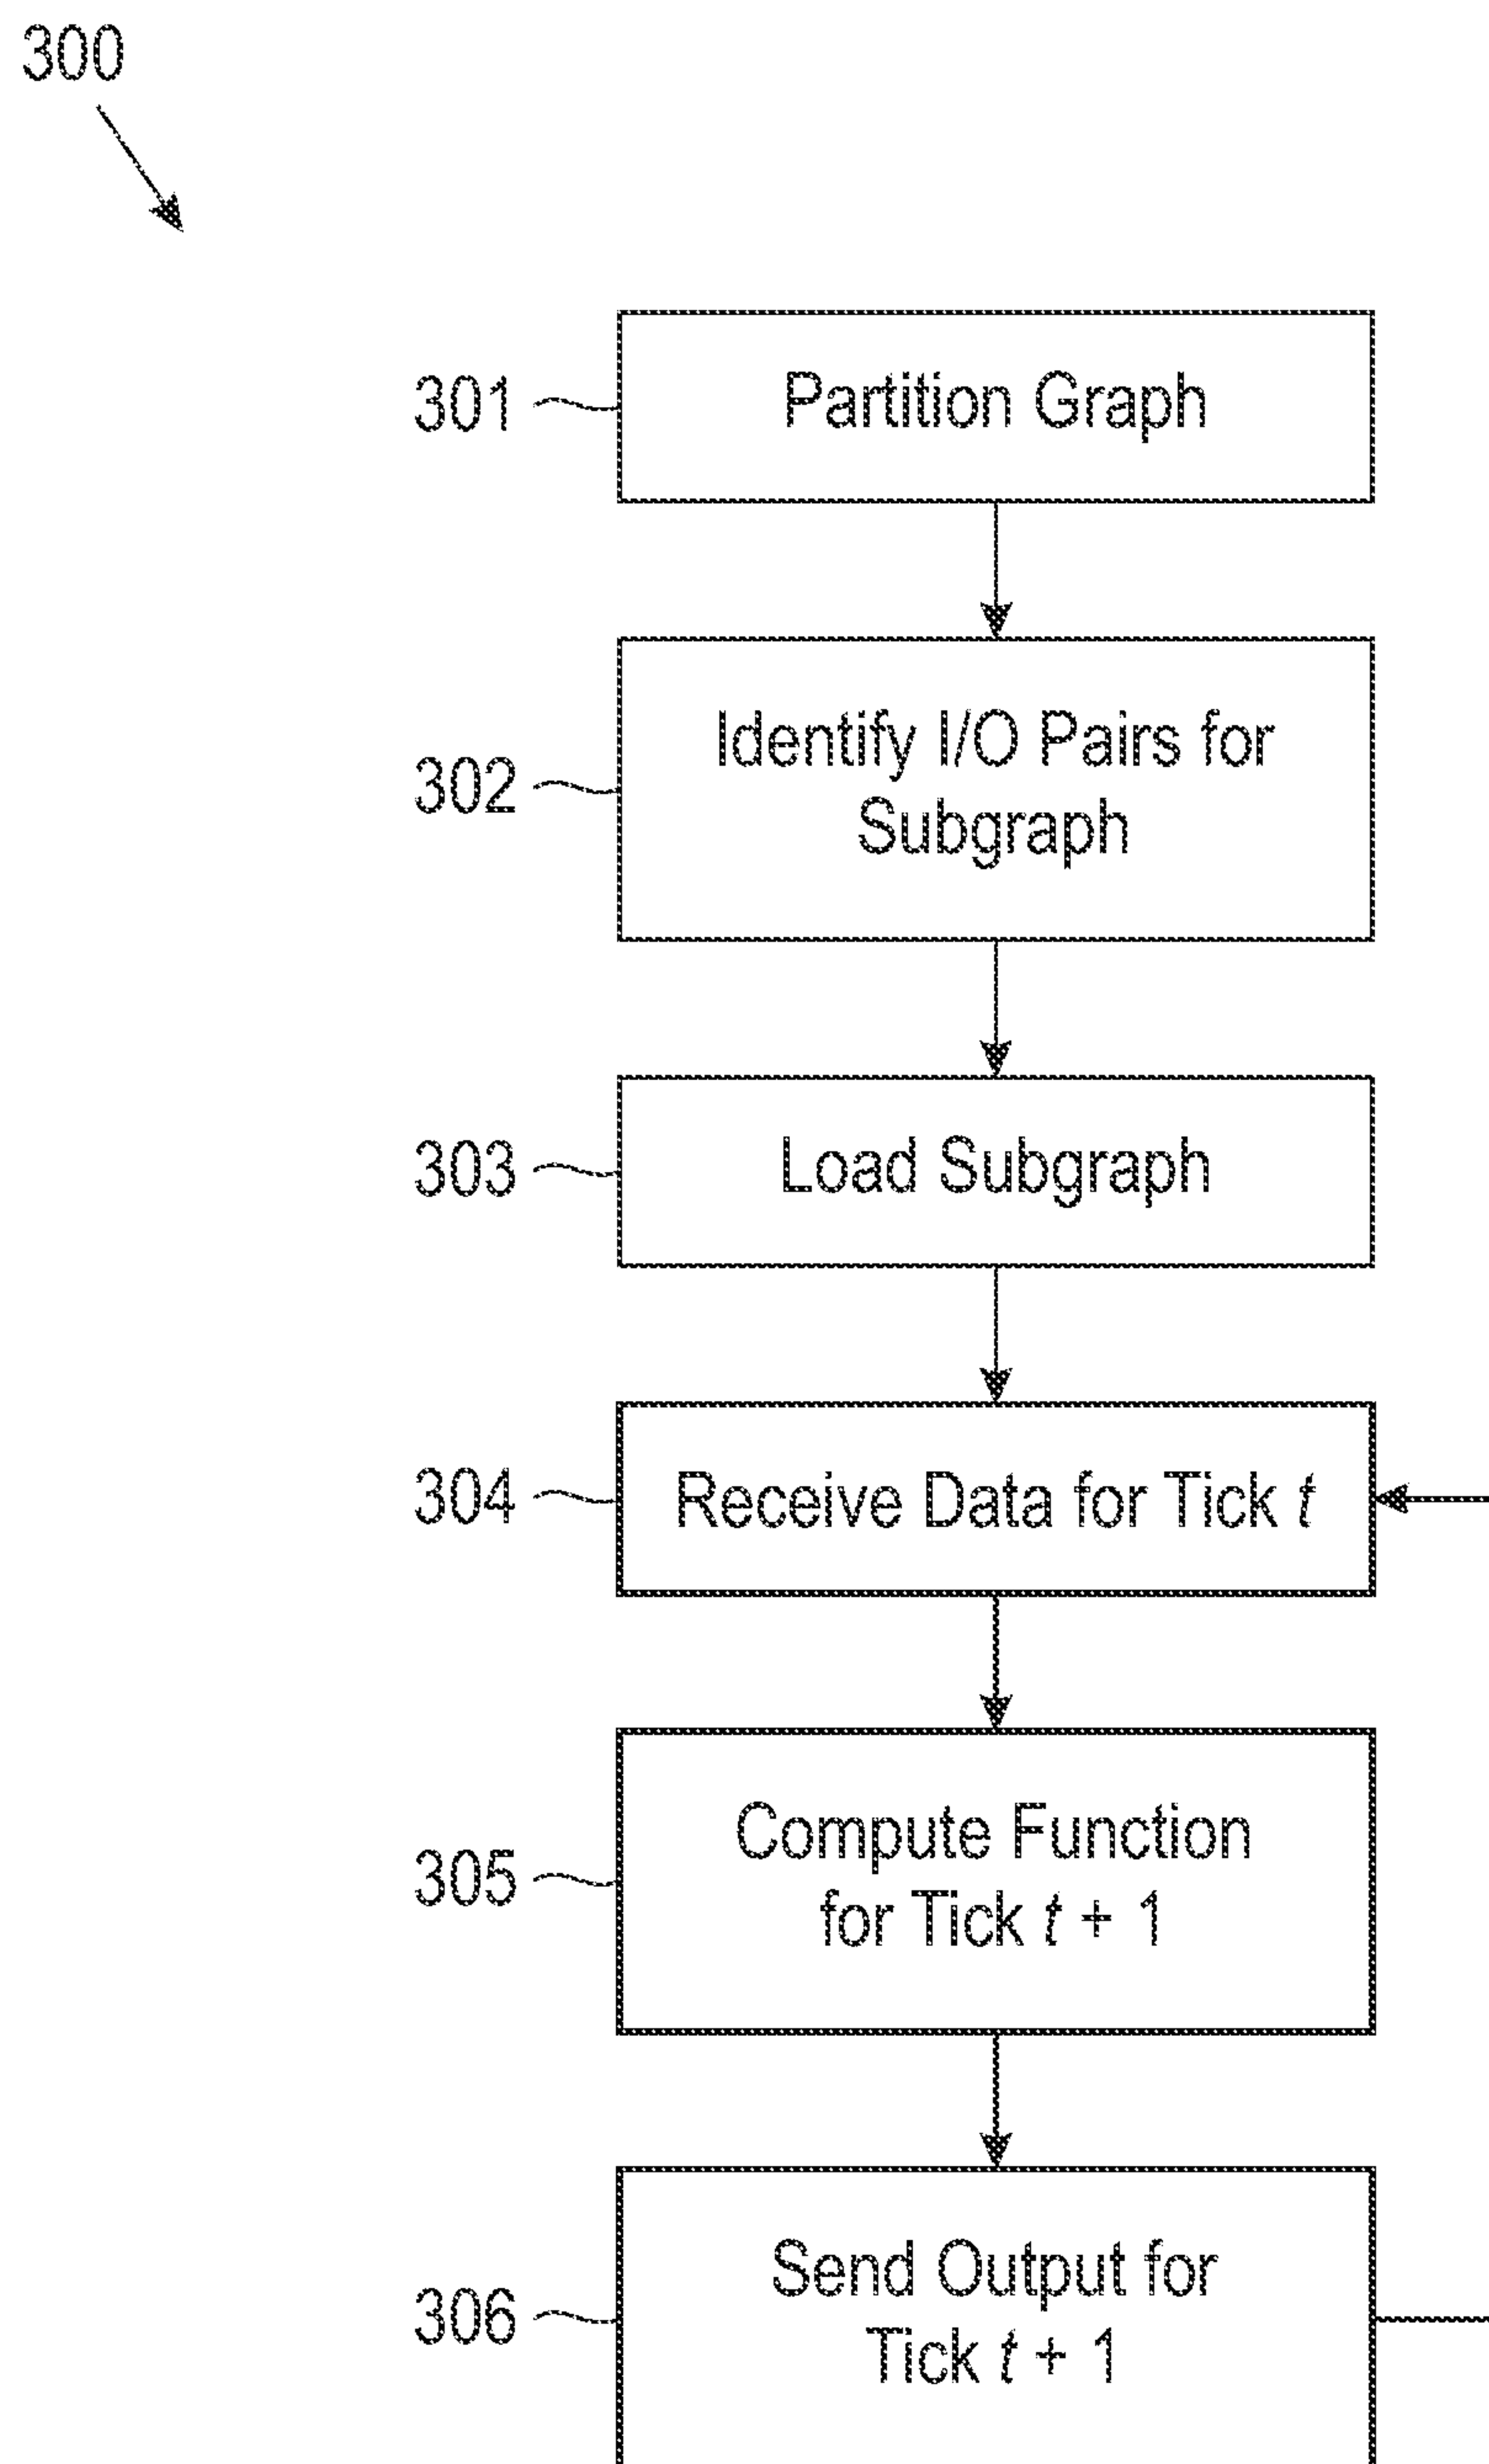 300
301
Partition Graph
302
Identify I/O Pairs for
Subgraph
303
Load Subgraph
304
Receive Data for Tick t
305
Compute Function
for Tick t + 1
306
Send Output for
Tick t + 1